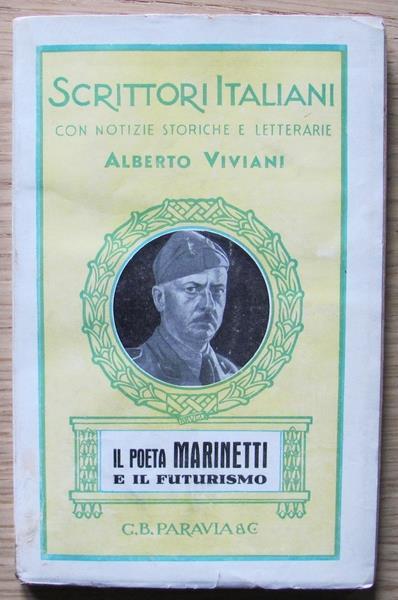 SCRITTORI ITALIANI
CON NOTIZIE STORICHE E LETTERARIE
ALBERTO VIVIANI
IL POETA MARINETTI
E IL FUTURISMO
G.B. PARAVIA & C.